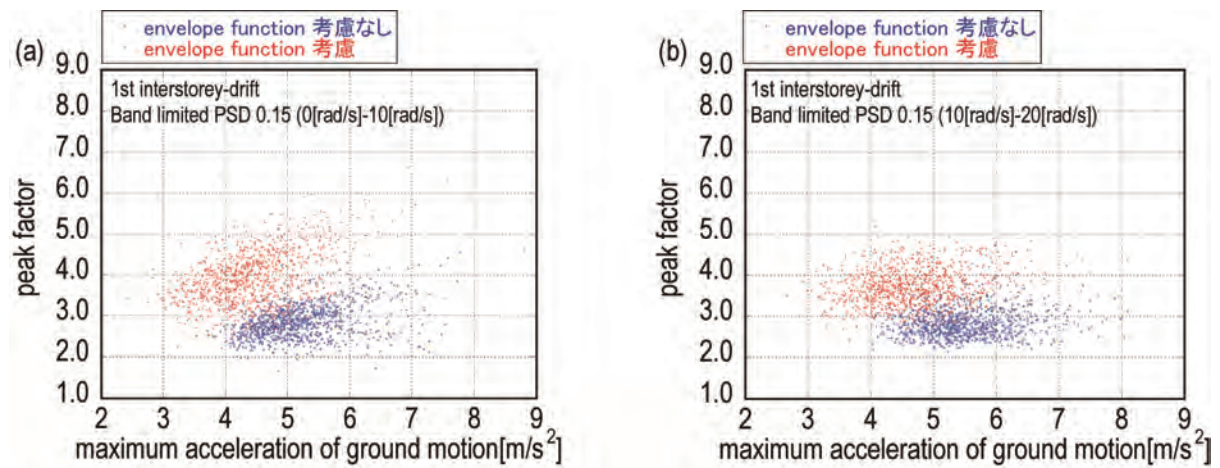 envelope function 考慮なし
envelope function 考慮
(a)
9.0
8.0
7.0
6.0
5.0
4.0
3.0
2.0
1.0
peak factor
1st interstorey-drift
Band limited PSD 0.15 (0[rad/s]-10[rad/s])
2 3 4 5 6 7 8 9
maximum acceleration of ground motion[m/s²]
envelope function 考慮なし
envelope function 考慮
(b)
9.0
8.0
7.0
6.0
5.0
4.0
3.0
2.0
1.0
peak factor
1st interstorey-drift
Band limited PSD 0.15 (10[rad/s]-20[rad/s])
2 3 4 5 6 7 8 9
maximum acceleration of ground motion[m/s²]